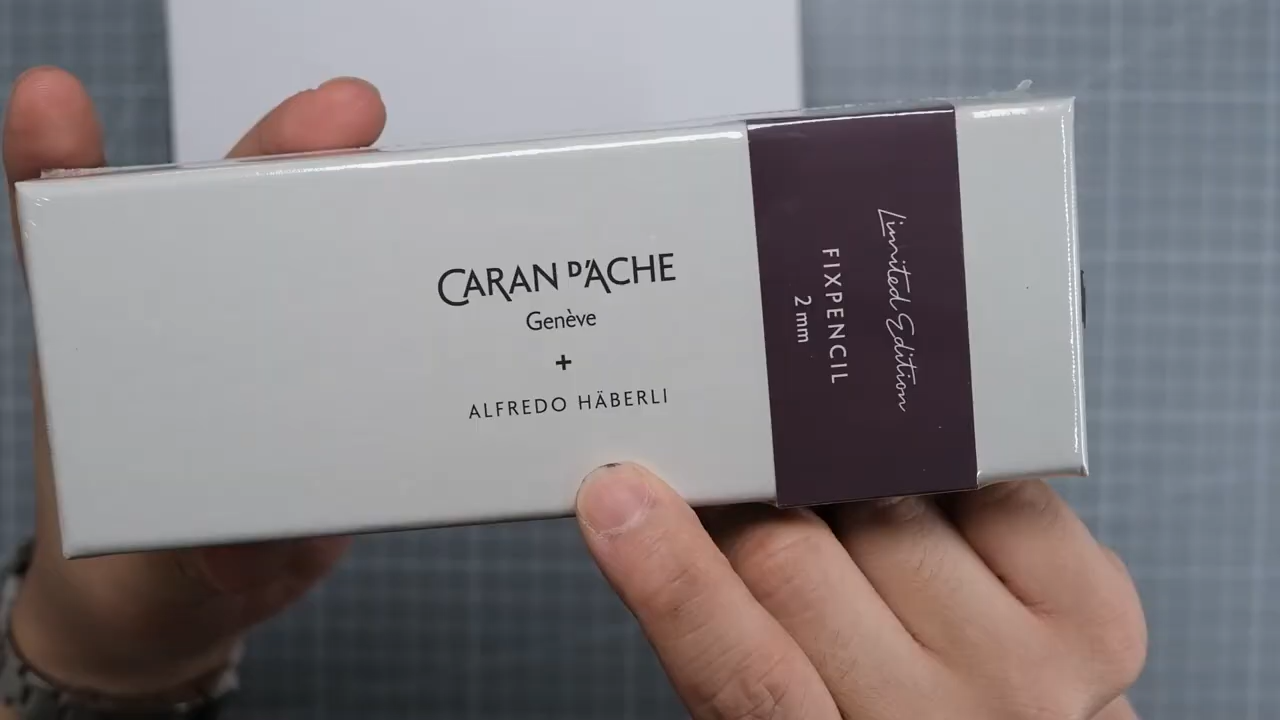 CARAN D'ACHE
Genève
+
ALFREDO HÄBERLI
Limited Edition
FIXPENCIL
2 mm